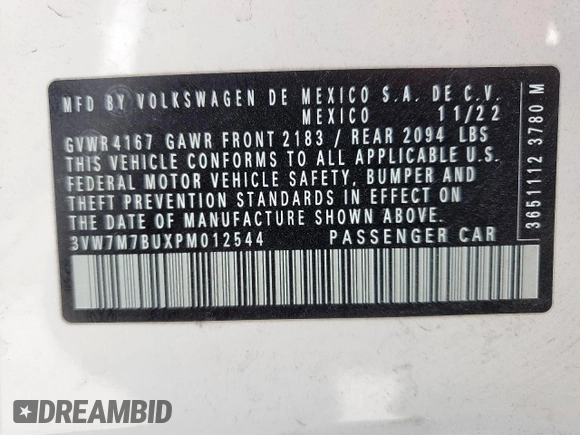 MFD BY VOLKSWAGEN DE MEXICO S.A. DE C.V.
MEXICO 11/22
GVWR 4167 GAWR FRONT 2183 / REAR 2094 LBS
THIS VEHICLE CONFORMS TO ALL APPLICABLE U.S.
FEDERAL MOTOR VEHICLE SAFETY, BUMPER AND
THEFT PREVENTION STANDARDS IN EFFECT ON
THE DATE OF MANUFACTURE SHOWN ABOVE.
3VW7M7BUXPM012544 PASSENGER CAR
3651112 3780 M
DREAMBID